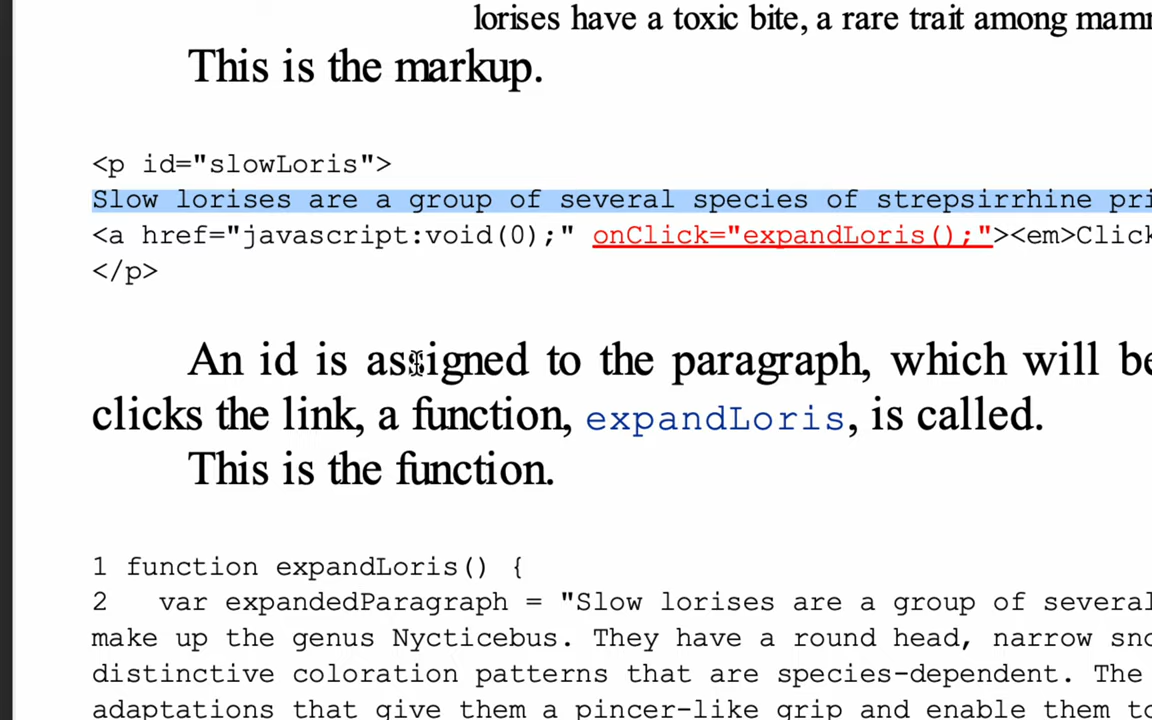 lorises have a toxic bite, a rare trait among
This is the markup.
<p id="slowLoris">
Slow lorises are a group of several species of strepsirrhine
<a href="javascript:void(0);" onClick="expandLoris();"><em>Click
</p>
An id is assigned to the paragraph, which will
clicks the link, a function, expandLoris, is called.
This is the function.
1 function expandLoris() {
2 var expandedParagraph = "Slow lorises are a group of several
make up the genus Nycticebus. They have a round head, narrow
distinctive coloration patterns that are species-dependent. The
adaptations that give them a pincer-like grip and enable them to